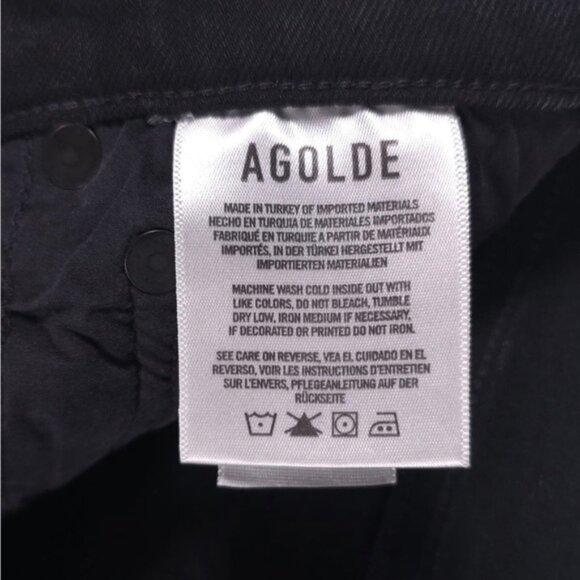 AGOLDE
MADE IN TURKEY OF IMPORTED MATERIALS
HECHO EN TURQUIA DE MATERIALES IMPORTADOS
FABRIQUÉ EN TURQUIE A PARTIR DE MATÉRIAUX
IMPORTÉS, IN DER TÜRKEI HERGESTELLT MIT
IMPORTIERTEN MATERIALIEN
MACHINE WASH COLD INSIDE OUT WITH
LIKE COLORS, DO NOT BLEACH, TUMBLE
DRY LOW, IRON MEDIUM IF NECESSARY,
IF DECORATED OR PRINTED DO NOT IRON.
SEE CARE ON REVERSE, VEA EL CUIDADO EN EL
REVERSO, VOIR LES INSTRUCTIONS D'ENTRETIEN
SUR L'ENVERS, PFLEGEANLEITUNG AUF DER
RÜCKSEITE